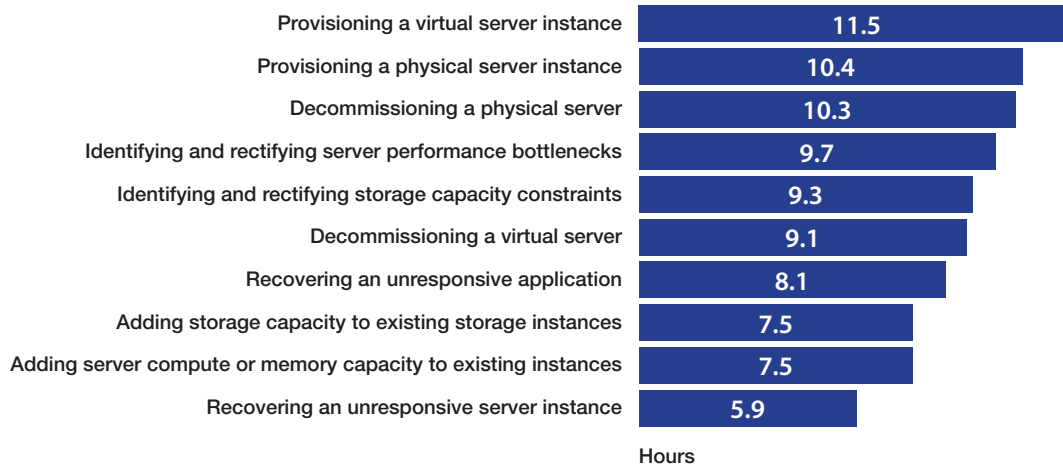 Provisioning a virtual server instance 11.5
Provisioning a physical server instance 10.4
Decommissioning a physical server 10.3
Identifying and rectifying server performance bottlenecks 9.7
Identifying and rectifying storage capacity constraints 9.3
Decommissioning a virtual server 9.1
Recovering an unresponsive application 8.1
Adding storage capacity to existing storage instances 7.5
Adding server compute or memory capacity to existing instances 7.5
Recovering an unresponsive server instance 5.9
Hours